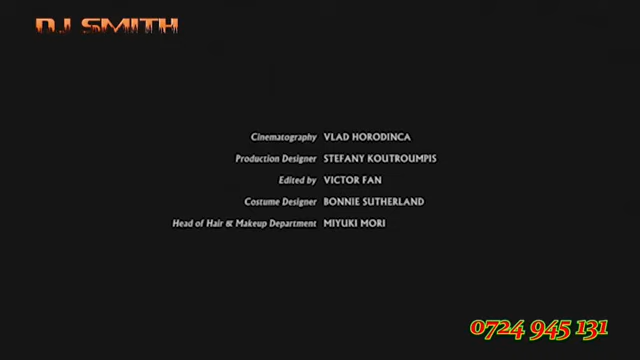 DJ SMITH
Cinematography VLAD HORODINCA
Production Designer STEFANY KOUTROUMPIS
Edited by VICTOR FAN
Costume Designer BONNIE SUTHERLAND
Head of Hair & Makeup Department MIYUKI MORI
0724 945 131